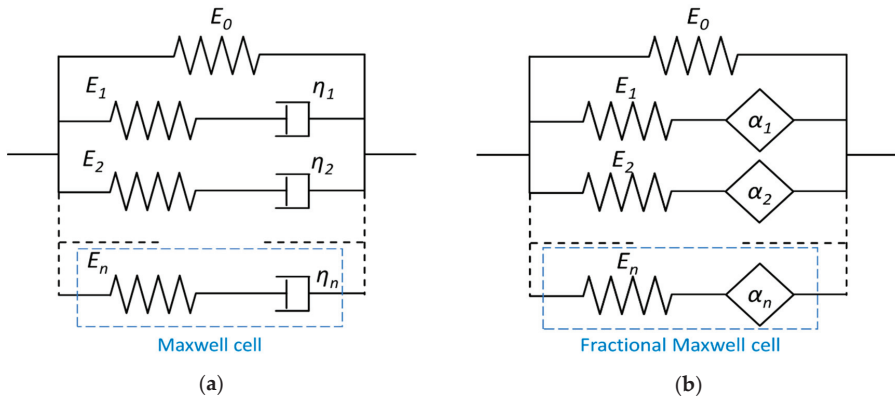 E₀
E₁ η₁
E₂ η₂
Eₙ ηₙ
Maxwell cell
(a)
E₀
E₁ α₁
E₂ α₂
Eₙ αₙ
Fractional Maxwell cell
(b)